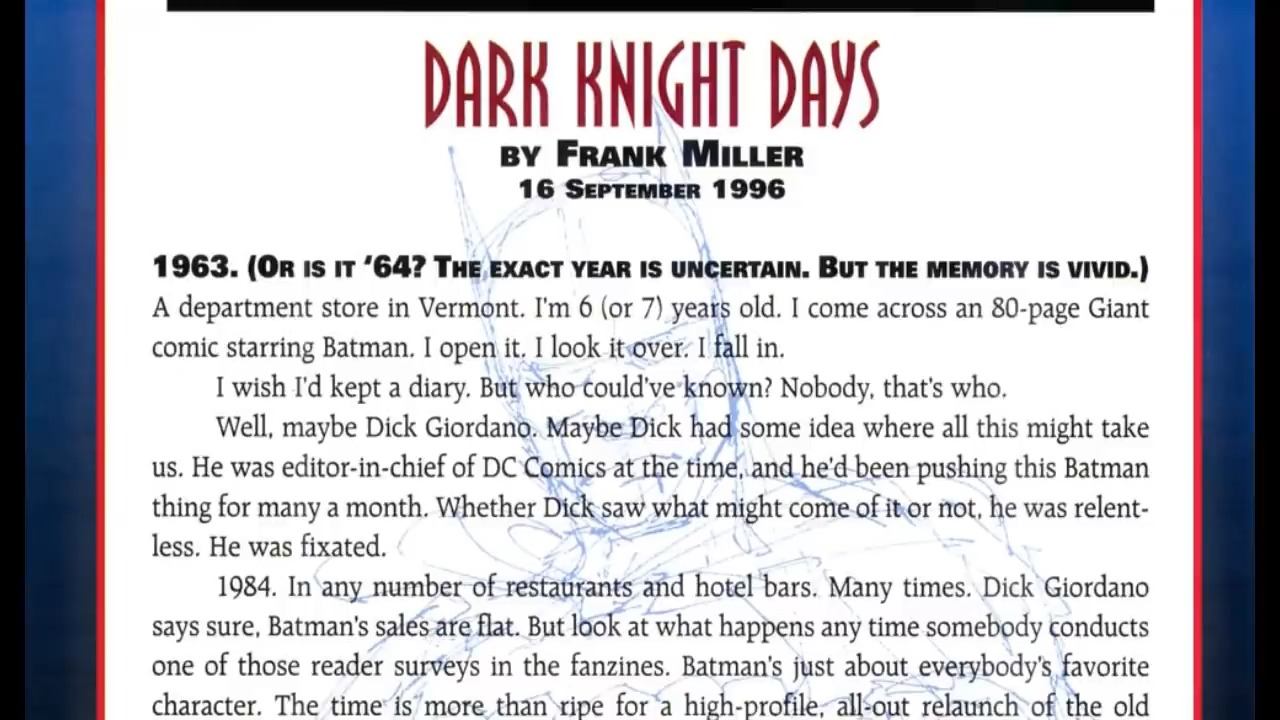 DARK KNIGHT DAYS
BY FRANK MILLER
16 SEPTEMBER 1996
1963. (OR IS IT '64? THE EXACT YEAR IS UNCERTAIN. BUT THE MEMORY IS VIVID.)
A department store in Vermont. I'm 6 (or 7) years old. I come across an 80-page Giant
comic starring Batman. I open it. I look it over. I fall in.
I wish I'd kept a diary. But who could've known? Nobody, that's who.
Well, maybe Dick Giordano. Maybe Dick had some idea where all this might take
us. He was editor-in-chief of DC Comics at the time, and he'd been pushing this Batman
thing for many a month. Whether Dick saw what might come of it or not, he was relent-
less. He was fixated.
1984. In any number of restaurants and hotel bars. Many times. Dick Giordano
says sure, Batman's sales are flat. But look at what happens any time somebody conducts
one of those reader surveys in the fanzines. Batman's just about everybody's favorite
character. The time is more than ripe for a high-profile, all-out relaunch of the old